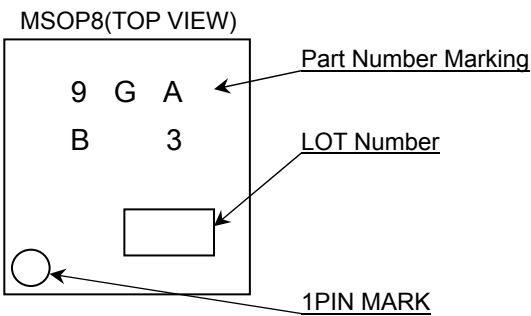 MSOP8(TOP VIEW)
Part Number Marking
9 G A
B 3
LOT Number
1PIN MARK